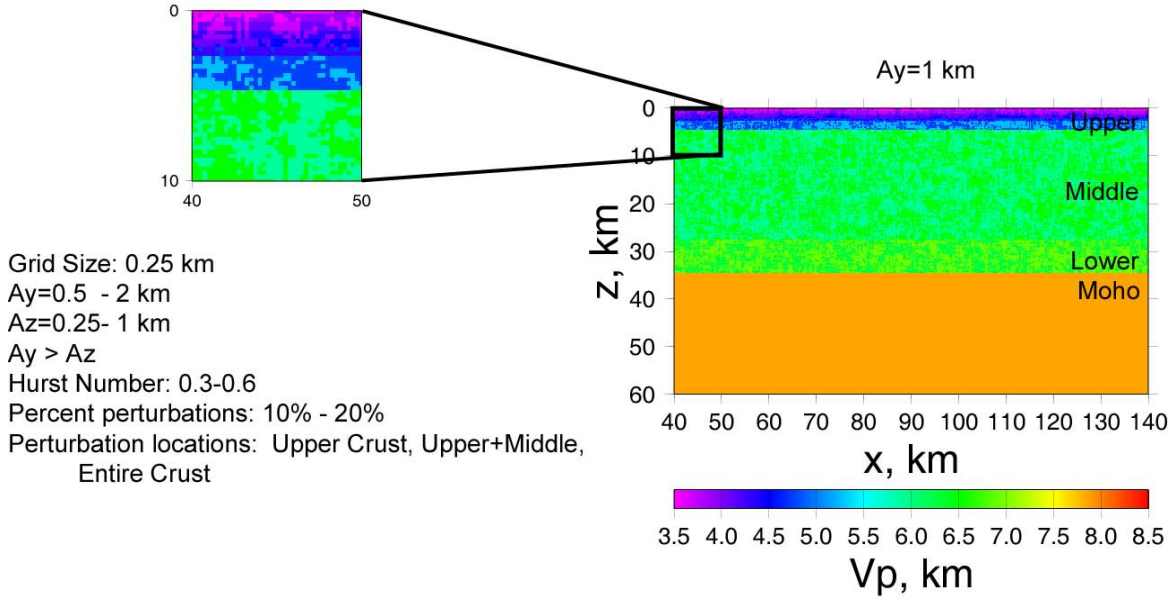 0
10
40
50
Grid Size: 0.25 km
Ay=0.5 - 2 km
Az=0.25- 1 km
Ay > Az
Hurst Number: 0.3-0.6
Percent perturbations: 10% - 20%
Perturbation locations: Upper Crust, Upper+Middle,
Entire Crust
Ay=1 km
z, km
0
10
20
30
40
50
60
Upper
Middle
Lower
Moho
40 50 60 70 80 90 100 110 120 130 140
x, km
3.5 4.0 4.5 5.0 5.5 6.0 6.5 7.0 7.5 8.0 8.5
Vp, km